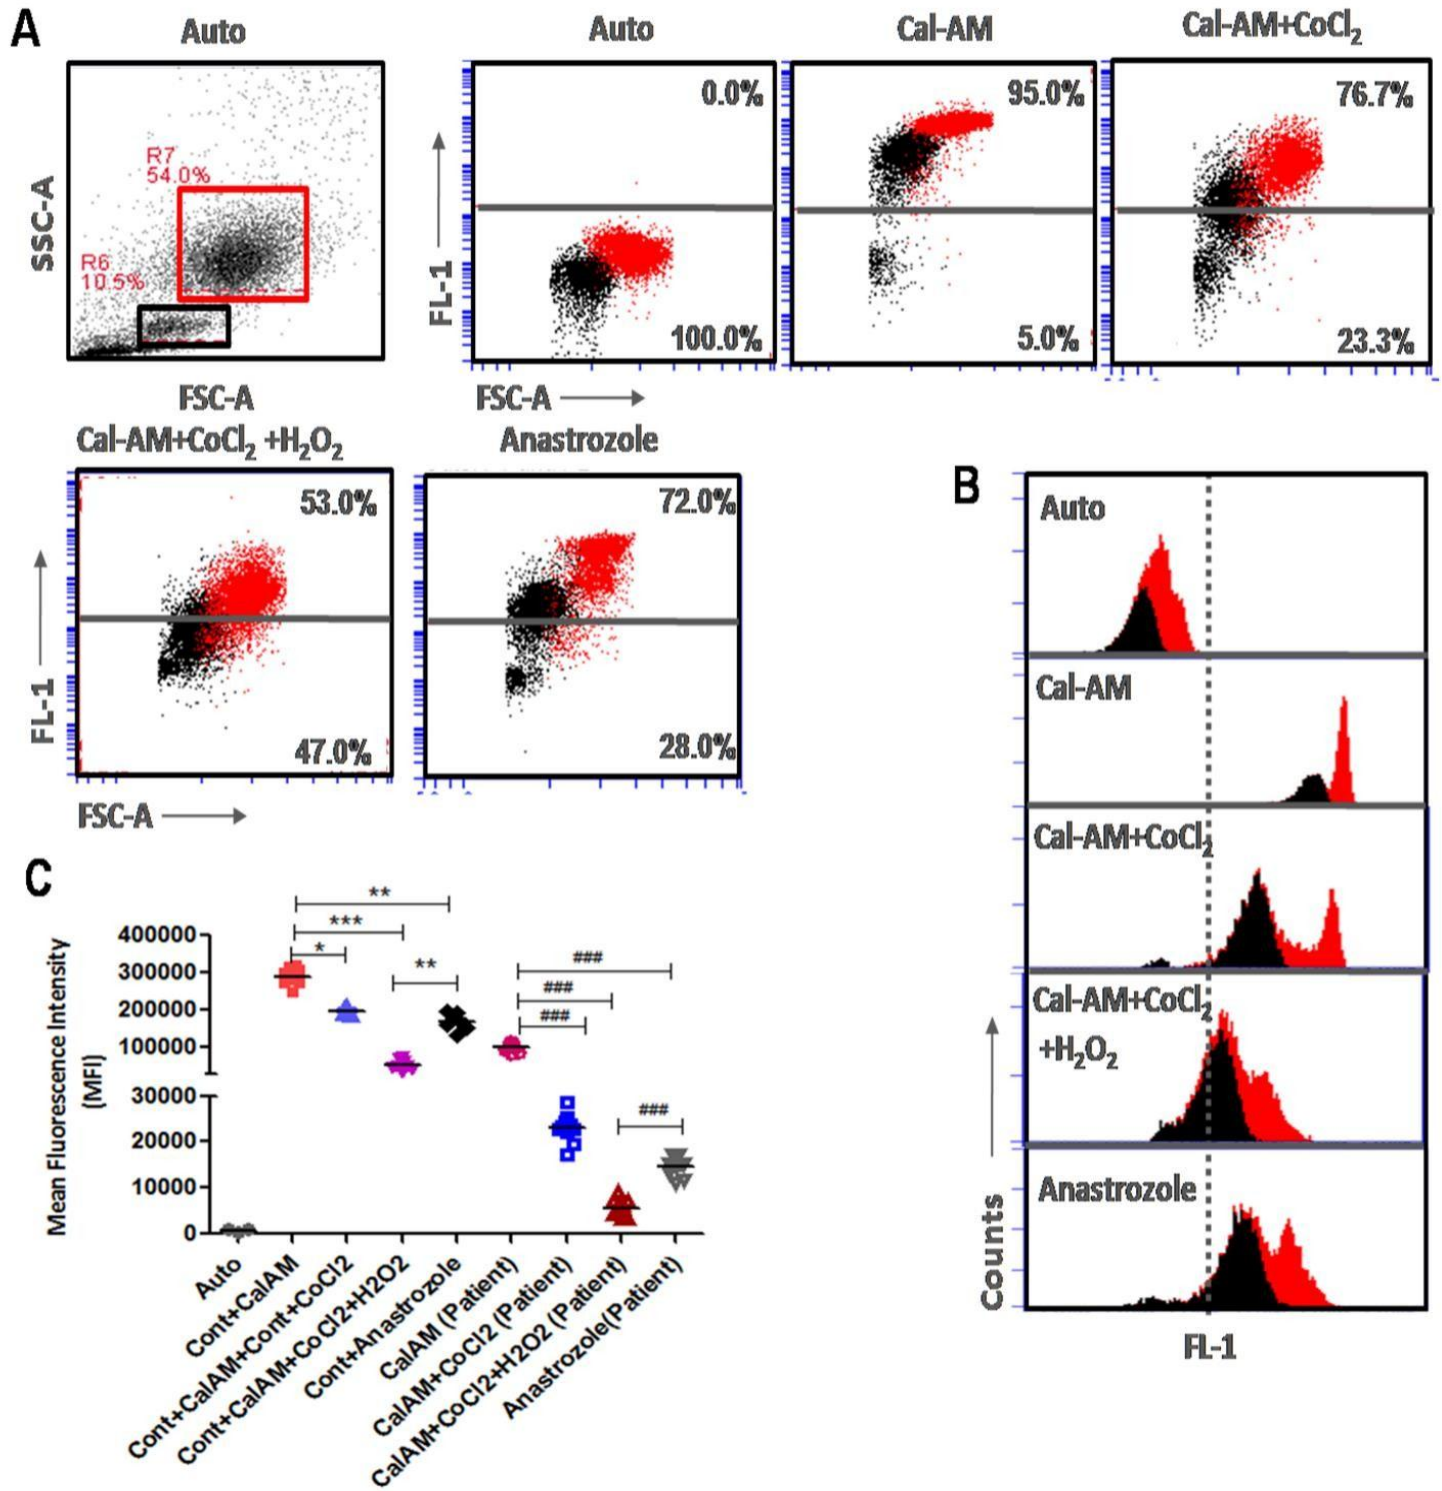 A
Auto
Auto
Cal-AM
Cal-AM+CoCl2
R7
54.0%
R6
10.5%
SSC-A
FSC-A
0.0%
100.0%
95.0%
5.0%
76.7%
23.3%
FL-1
FSC-A
Cal-AM+CoCl2 +H2O2
Anastrozole
53.0%
47.0%
72.0%
28.0%
FL-1
FSC-A
B
Auto
Cal-AM
Cal-AM+CoCl2
Cal-AM+CoCl2
+H2O2
Anastrozole
Counts
FL-1
C
Mean Fluorescence Intensity
(MFI)
400000
300000
200000
100000
30000
20000
10000
0
**
***
*
**
###
###
###
###
Auto
Cont+CalAM
Cont+CalAM+Cont+CoCl2
Cont+CalAM+CoCl2+H2O2
Cont+Anastrozole
CalAM (Patient)
CalAM+CoCl2 (Patient)
CalAM+CoCl2+H2O2 (Patient)
Anastrozole(Patient)